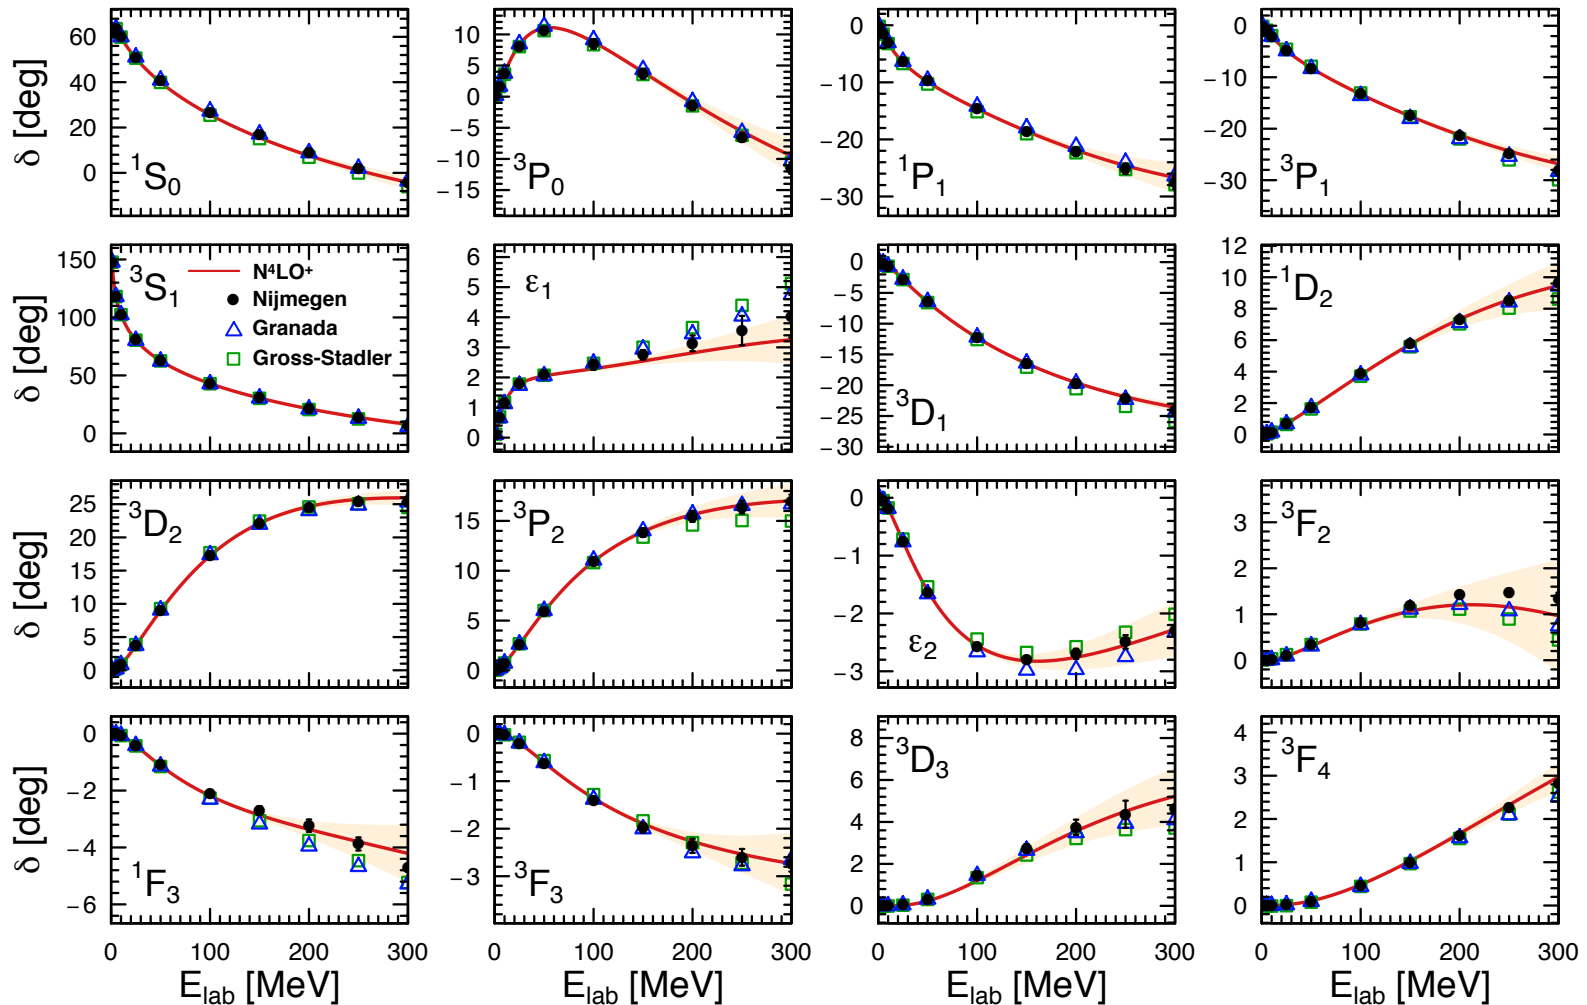 δ [deg]
60
40
20
0
¹S₀
10
5
0
−5
−10
−15
³P₀
0
−10
−20
−30
¹P₁
0
−10
−20
−30
³P₁
δ [deg]
150
100
50
0
³S₁
N⁴LO⁺
Nijmegen
Granada
Gross-Stadler
6
5
4
3
2
1
0
ε₁
0
−5
−10
−15
−20
−25
−30
³D₁
12
10
8
6
4
2
0
¹D₂
δ [deg]
25
20
15
10
5
0
³D₂
15
10
5
0
³P₂
0
−1
−2
−3
ε₂
3
2
1
0
³F₂
δ [deg]
0
−2
−4
−6
¹F₃
0
−1
−2
−3
³F₃
8
6
4
2
0
³D₃
4
3
2
1
0
³F₄
0 100 200 300
0 100 200 300
0 100 200 300
0 100 200 300
E_lab [MeV]
E_lab [MeV]
E_lab [MeV]
E_lab [MeV]